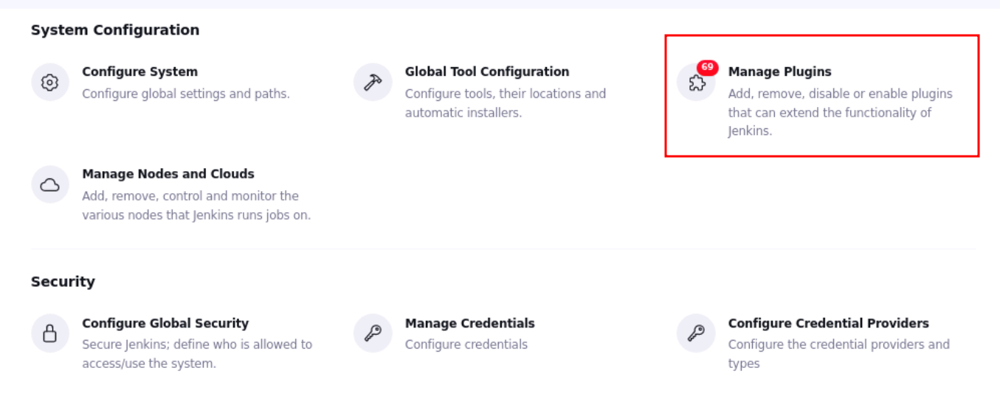 System Configuration
Configure System
Configure global settings and paths.
Global Tool Configuration
Configure tools, their locations and
automatic installers.
69
Manage Plugins
Add, remove, disable or enable plugins
that can extend the functionality of
Jenkins.
Manage Nodes and Clouds
Add, remove, control and monitor the
various nodes that Jenkins runs jobs on.
Security
Configure Global Security
Secure Jenkins; define who is allowed to
access/use the system.
Manage Credentials
Configure credentials
Configure Credential Providers
Configure the credential providers and
types